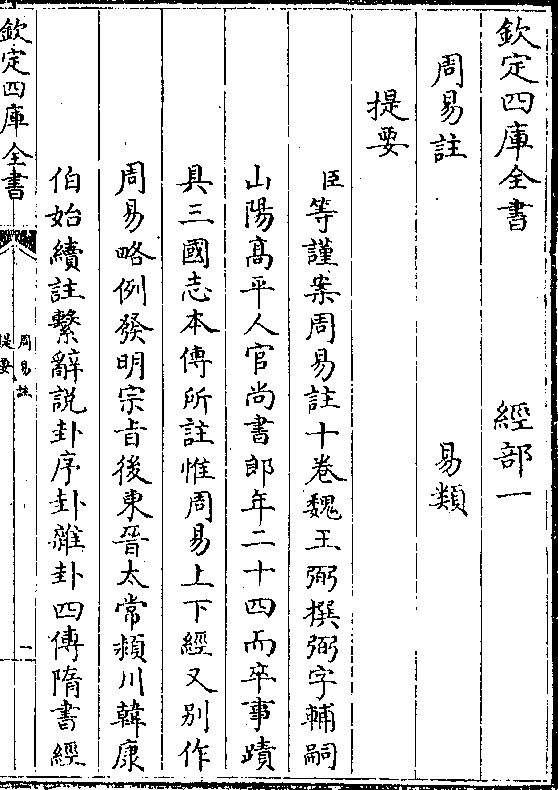 欽定四庫全書　經部一
周易註　易類
提要
臣等謹案周易註十卷魏王弼撰弼字輔嗣
山陽髙平人官尚書郎年二十四而卒事蹟
具三國志本傳所註惟周易上下經又別作
周易略例發明宗旨後東晉太常潁川韓康
伯始續註繫辭説卦序卦雜卦四傳隋書經
欽定四庫全書
周易註
提要
一